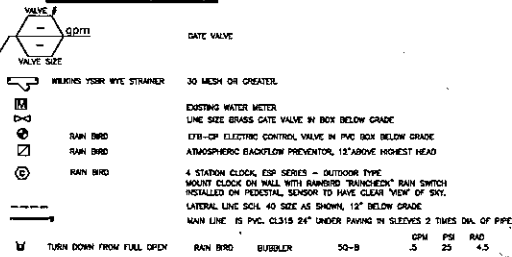 VALVE #
gpm
VALVE SIZE
GATE VALVE
WILKINS YSBR WYE STRAINER 30 MESH OR GREATER.
M EXISTING WATER METER
LINE SIZE BRASS GATE VALVE IN BOX BELOW GRADE
RAIN BIRD EFB-CP ELECTRIC CONTROL VALVE IN PVC BOX BELOW GRADE
RAIN BIRD ATMOSPHERIC BACKFLOW PREVENTOR, 12" ABOVE HIGHEST HEAD
C RAIN BIRD 4 STATION CLOCK, ESP SERIES - OUTDOOR TYPE
MOUNT CLOCK ON WALL WITH RAINBIRD "RAINCHECK" RAIN SWITCH
INSTALLED ON PEDESTAL, SENSOR TO HAVE CLEAR VIEW OF SKY.
LATERAL LINE SCH. 40 SIZE AS SHOWN, 12" BELOW GRADE
MAIN LINE IS PVC. CL315 24" UNDER PAVING IN SLEEVES 2 TIMES DIA. OF PIPE
GPM PSI RAD
TURN DOWN FROM FULL OPEN RAIN BIRD BUBBLER 5Q-B .5 25 4.5